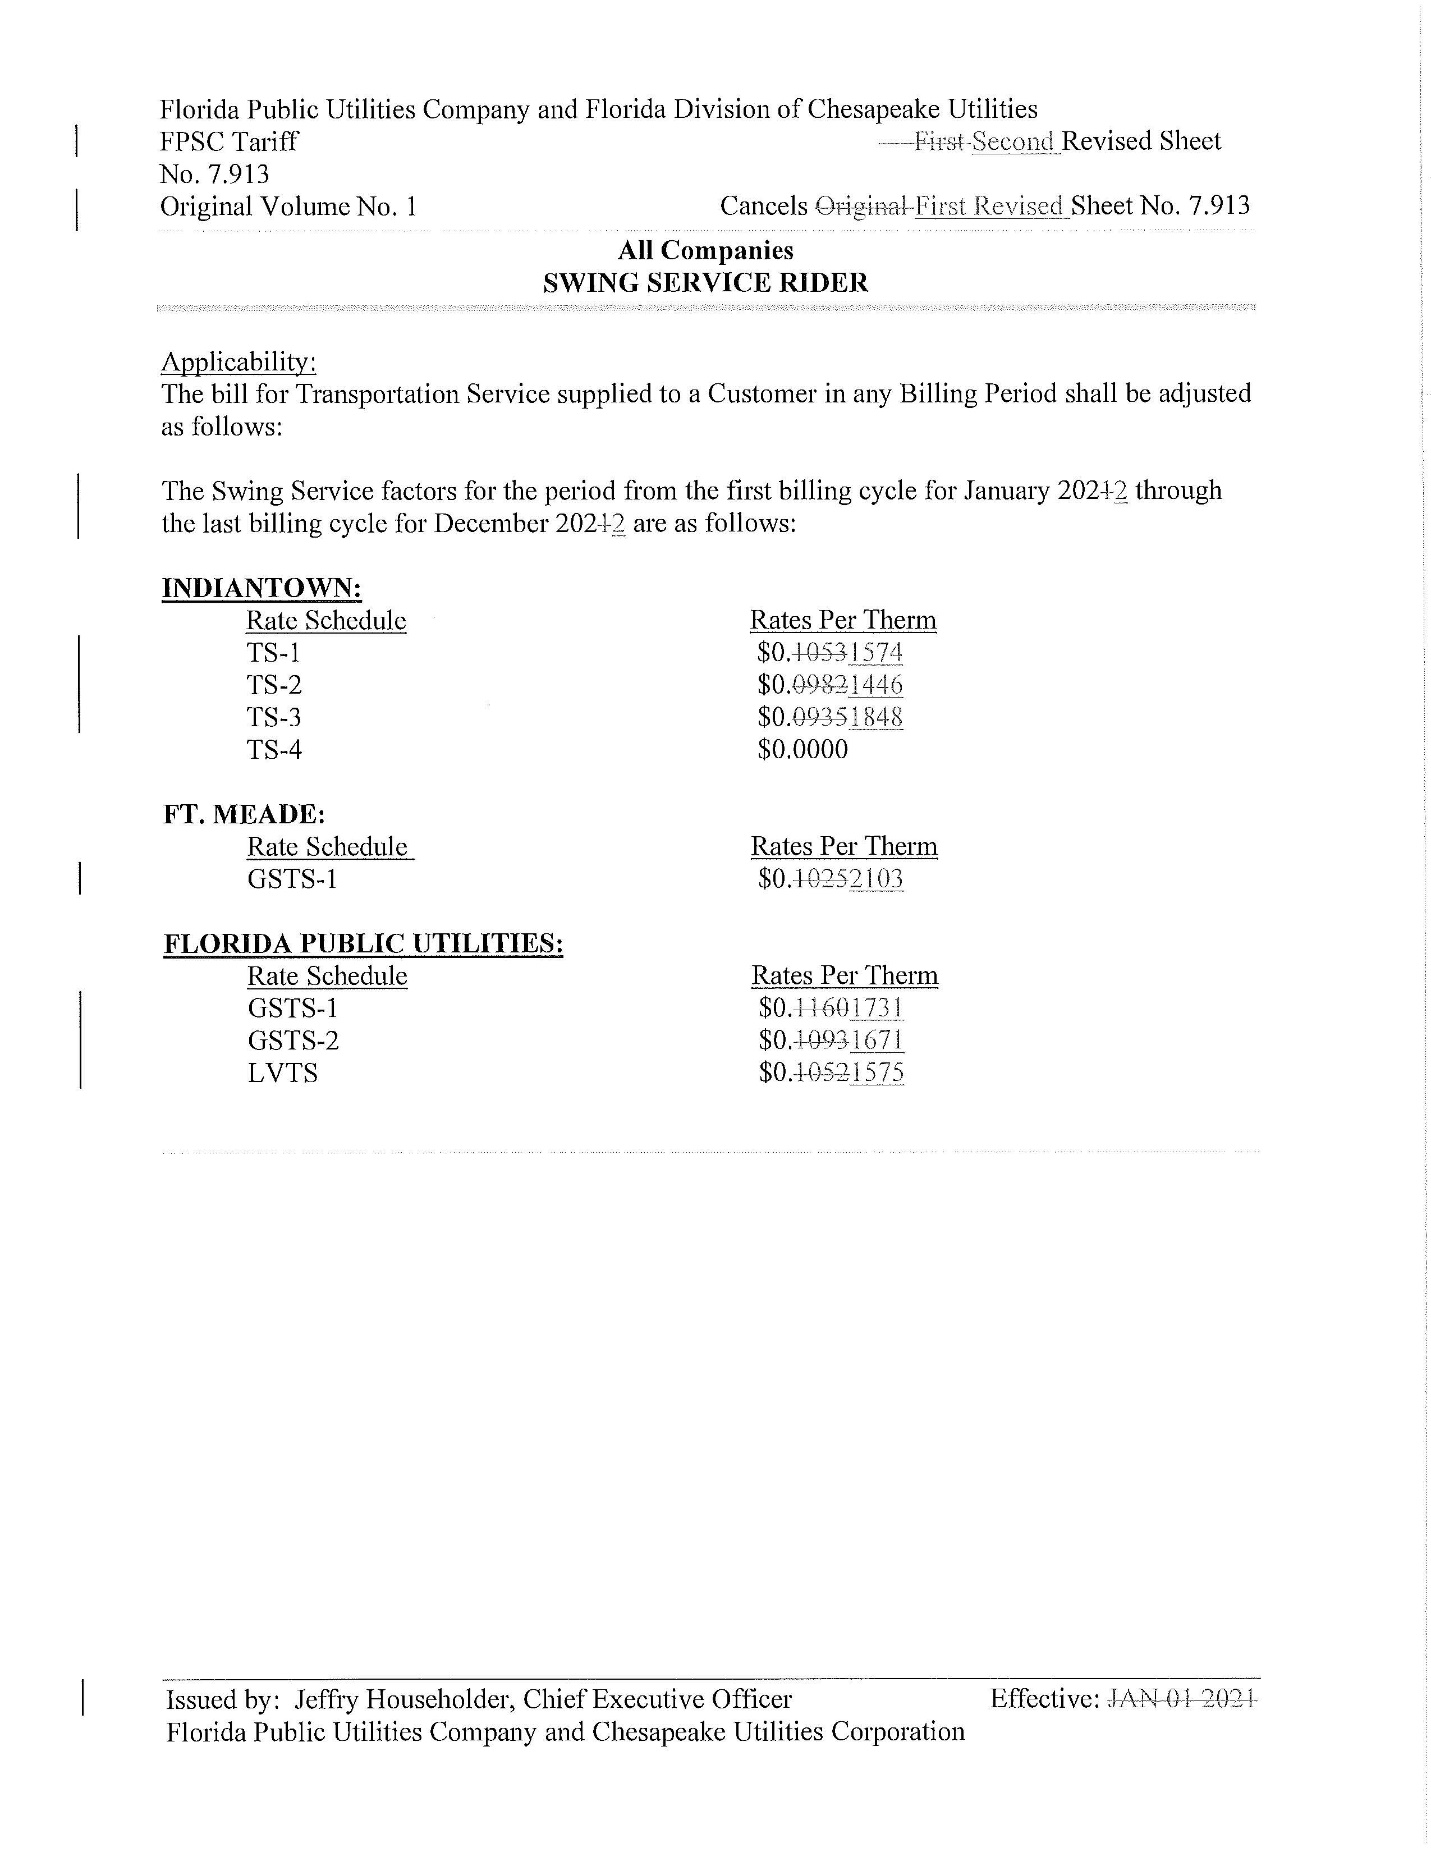 Florida Public Utilities Company and Florida Division of Chesapeake Utilities
FPSC Tariff First Second Revised Sheet
No. 7.913
Original Volume No. 1 Cancels Original First Revised Sheet No. 7.913
All Companies
SWING SERVICE RIDER
Applicability:
The bill for Transportation Service supplied to a Customer in any Billing Period shall be adjusted
as follows:
The Swing Service factors for the period from the first billing cycle for January 20212 through
the last billing cycle for December 20212 are as follows:
INDIANTOWN:
Rate Schedule Rates Per Therm
TS-1 $0.10531574
TS-2 $0.09821446
TS-3 $0.09351848
TS-4 $0.0000
FT. MEADE:
Rate Schedule Rates Per Therm
GSTS-1 $0.10252103
FLORIDA PUBLIC UTILITIES:
Rate Schedule Rates Per Therm
GSTS-1 $0.11601731
GSTS-2 $0.10931671
LVTS $0.10521575
Issued by: Jeffry Householder, Chief Executive Officer Effective: JAN 01 2021
Florida Public Utilities Company and Chesapeake Utilities Corporation